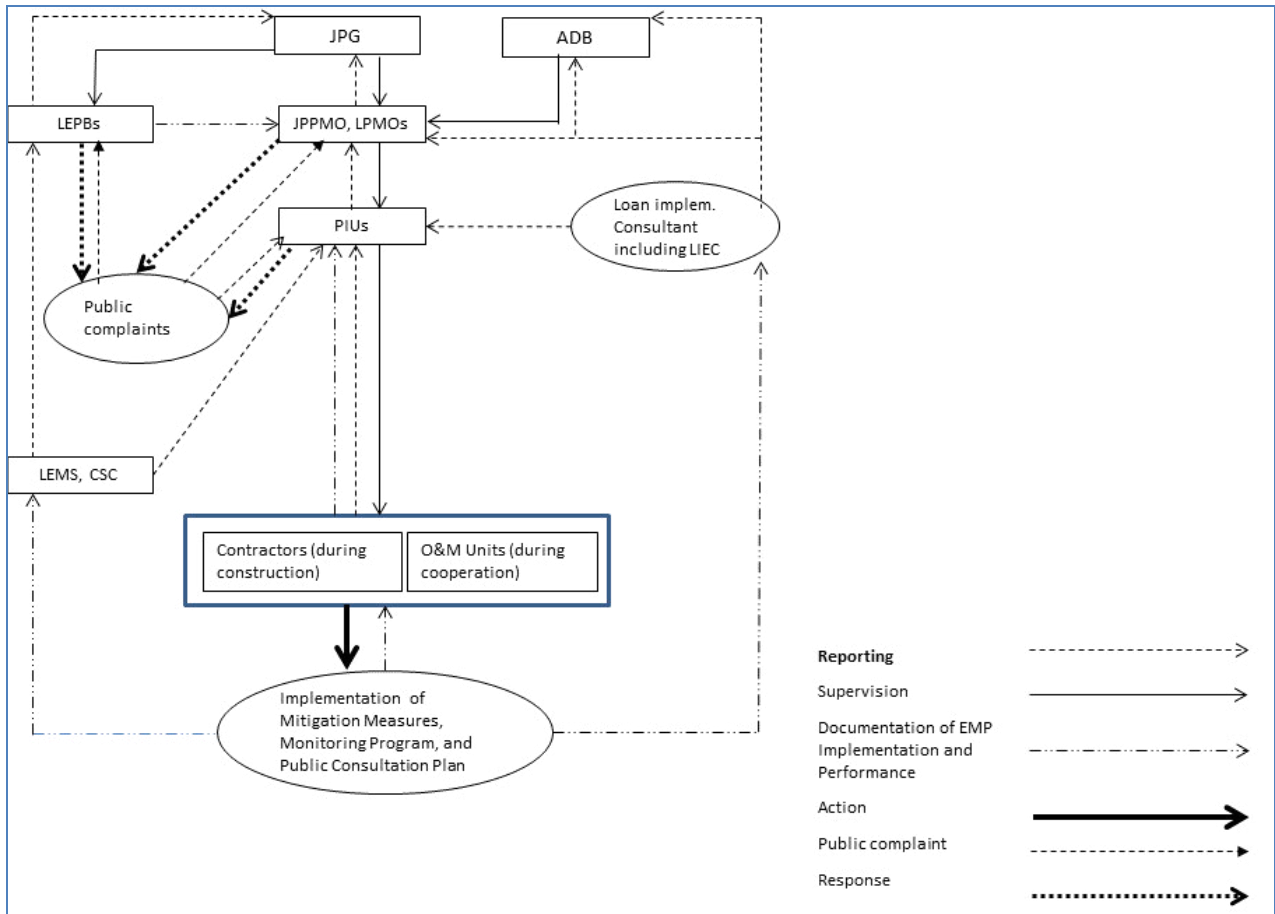 JPG
ADB
LEPBs
JPPMO, LPMOs
PIUs
Loan implem.
Consultant
including LIEC
Public
complaints
LEMS, CSC
Contractors (during
construction)
O&M Units (during
cooperation)
Implementation of
Mitigation Measures,
Monitoring Program, and
Public Consultation Plan
Reporting
Supervision
Documentation of EMP
Implementation and
Performance
Action
Public complaint
Response